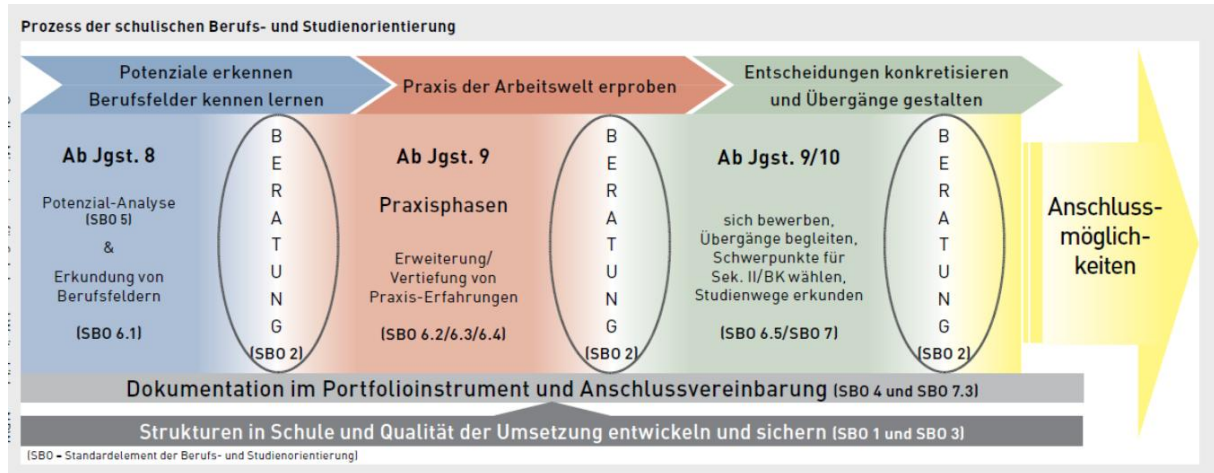 Prozess der schulischen Berufs- und Studienorientierung
Potenziale erkennen
Berufsfelder kennen lernen
Praxis der Arbeitswelt erproben
Entscheidungen konkretisieren
und Übergänge gestalten
Ab Jgst. 8
Potenzial-Analyse
(SBO 5)
&
Erkundung von
Berufsfeldern
(SBO 6.1)
B
E
R
A
T
U
N
G
(SBO 2)
Ab Jgst. 9
Praxisphasen
Erweiterung/
Vertiefung von
Praxis-Erfahrungen
(SBO 6.2/6.3/6.4)
B
E
R
A
T
U
N
G
(SBO 2)
Ab Jgst. 9/10
sich bewerben,
Übergänge begleiten,
Schwerpunkte für
Sek. II/BK wählen,
Studienwege erkunden
(SBO 6.5/SBO 7)
B
E
R
A
T
U
N
G
(SBO 2)
Anschluss-
möglich-
keiten
Dokumentation im Portfolioinstrument und Anschlussvereinbarung (SBO 4 und SBO 7.3)
Strukturen in Schule und Qualität der Umsetzung entwickeln und sichern (SBO 1 und SBO 3)
(SBO = Standardelement der Berufs- und Studienorientierung)